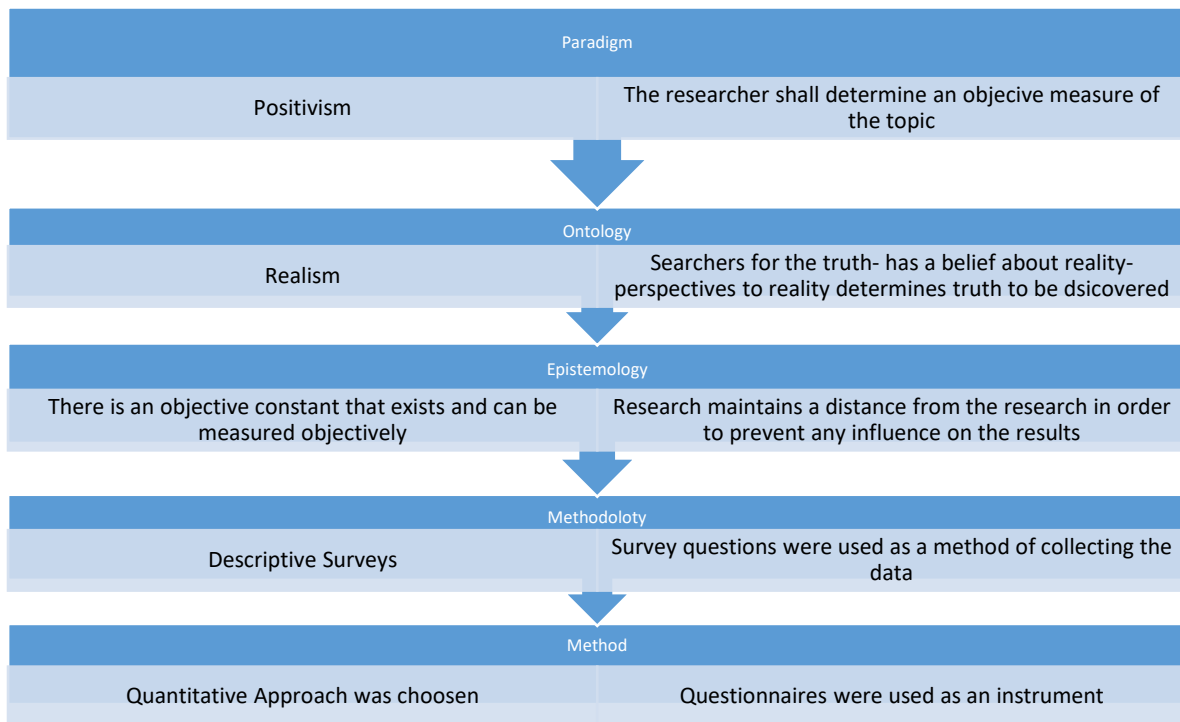 Paradigm
Positivism
The researcher shall determine an objecive measure of
the topic
Ontology
Realism
Searchers for the truth- has a belief about reality-
perspectives to reality determines truth to be dsicovered
Epistemology
There is an objective constant that exists and can be
measured objectively
Research maintains a distance from the research in order
to prevent any influence on the results
Methodoloty
Descriptive Surveys
Survey questions were used as a method of collecting the
data
Method
Quantitative Approach was choosen
Questionnaires were used as an instrument